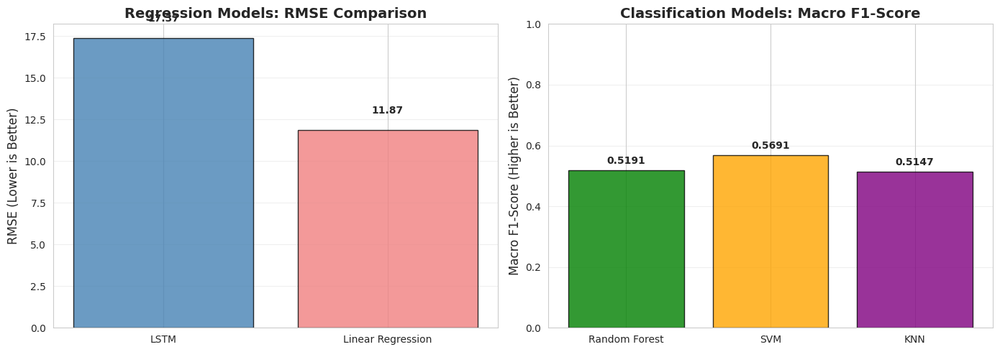 Regression Models: RMSE Comparison
17.37
RMSE (Lower is Better)
17.5
15.0
12.5
10.0
7.5
5.0
2.5
0.0
11.87
LSTM
Linear Regression
Classification Models: Macro F1-Score
Macro F1-Score (Higher is Better)
1.0
0.8
0.6
0.4
0.2
0.0
0.5191
0.5691
0.5147
Random Forest
SVM
KNN